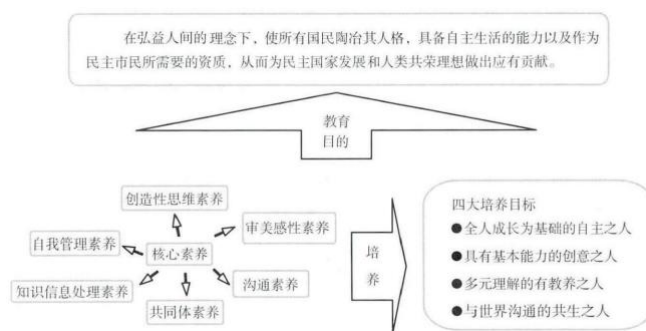 在弘益人间的理念下，使所有国民陶冶其人格，具备自主生活的能力以及作为
民主市民所需要的资质，从而为民主国家发展和人类共荣理想做出应有贡献。
教育
目的
创造性思维素养
审美感性素养
自我管理素养
核心素养
知识信息处理素养
沟通素养
共同体素养
培
养
四大培养目标
●全人成长为基础的自主之人
●具有基本能力的创意之人
●多元理解的有教养之人
●与世界沟通的共生之人